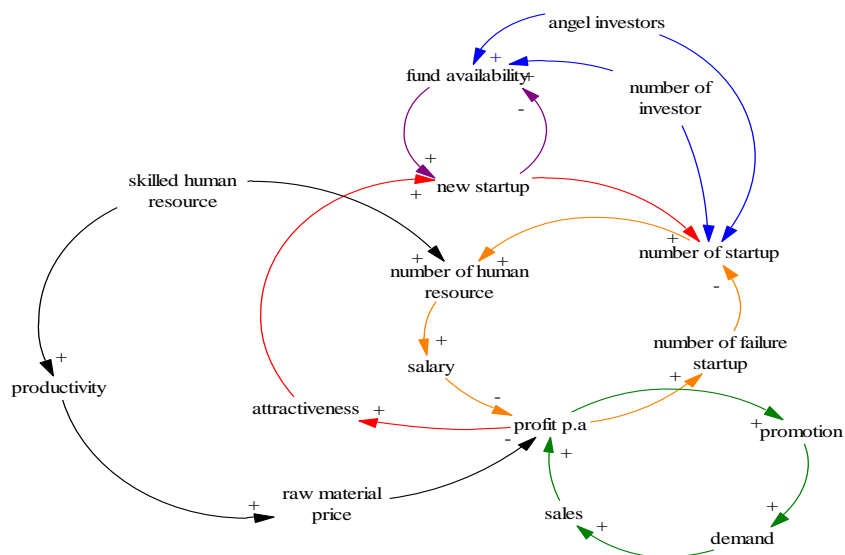 angel investors
+
fund availability
+
-
number of
investor
+
new startup
+
skilled human
resource
+
number of startup
-
+
+
number of human
resource
+
salary
number of failure
startup
+
+
productivity
-
attractiveness
+
profit p.a
-
+
+
promotion
+
raw material
price
+
sales
+
demand